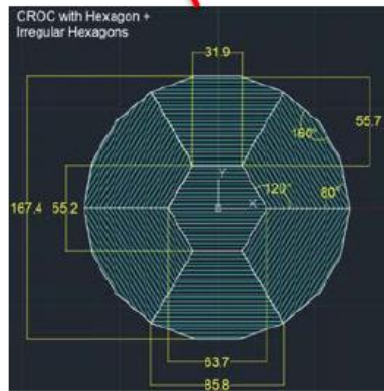 CROC with Hexagon +
Irregular Hexagons
31.9
55.7
160°
Y
120°
80°
X
167.4
55.2
63.7
85.8